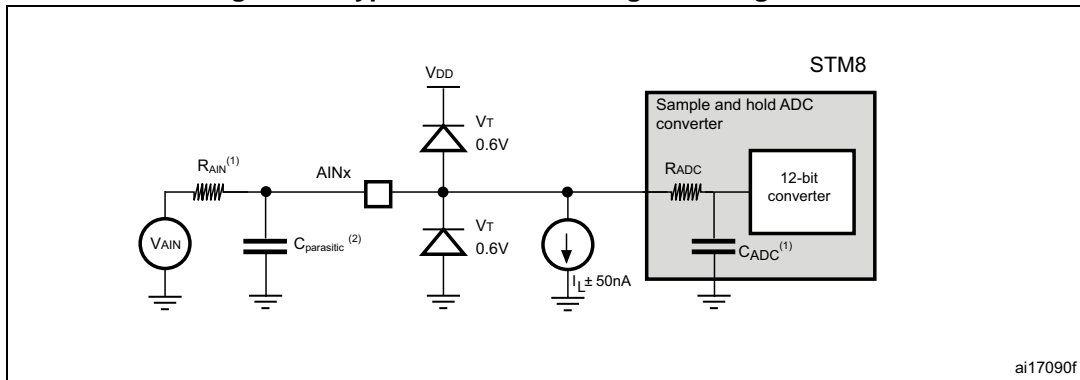 STM8
VDD
Sample and hold ADC
converter
VT
0.6V
RAIN(1)
AINx
RADC
12-bit
converter
VAIN
Cparasitic (2)
VT
0.6V
CADC(1)
IL± 50nA
ai17090f